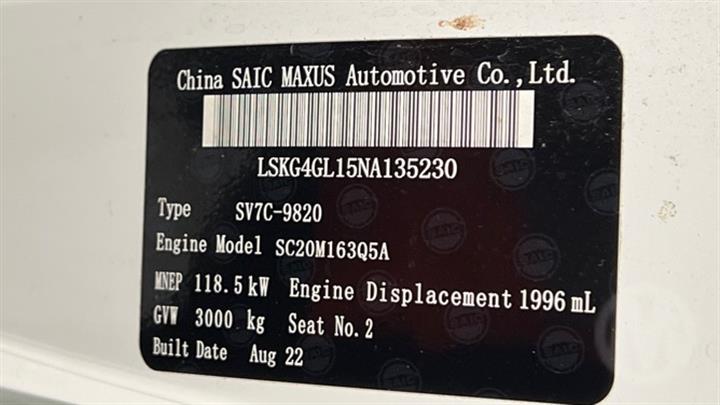 China SAIC MAXUS Automotive Co.,Ltd.
LSKG4GL15NA135230
Type SV7C-9820
Engine Model SC20M163Q5A
MNEP 118.5 kW Engine Displacement 1996 mL
GVW 3000 kg Seat No.2
Built Date Aug 22